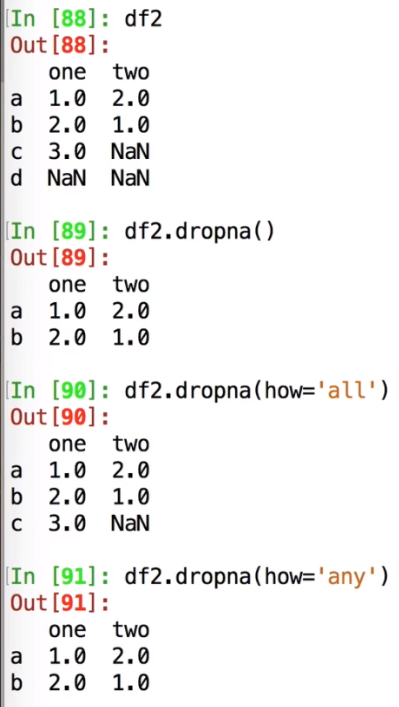 [In [88]: df2
Out[88]:
   one  two
a  1.0  2.0
b  2.0  1.0
c  3.0  NaN
d  NaN  NaN
[In [89]: df2.dropna()
Out[89]:
   one  two
a  1.0  2.0
b  2.0  1.0
[In [90]: df2.dropna(how='all')
Out[90]:
   one  two
a  1.0  2.0
b  2.0  1.0
c  3.0  NaN
[In [91]: df2.dropna(how='any')
Out[91]:
   one  two
a  1.0  2.0
b  2.0  1.0